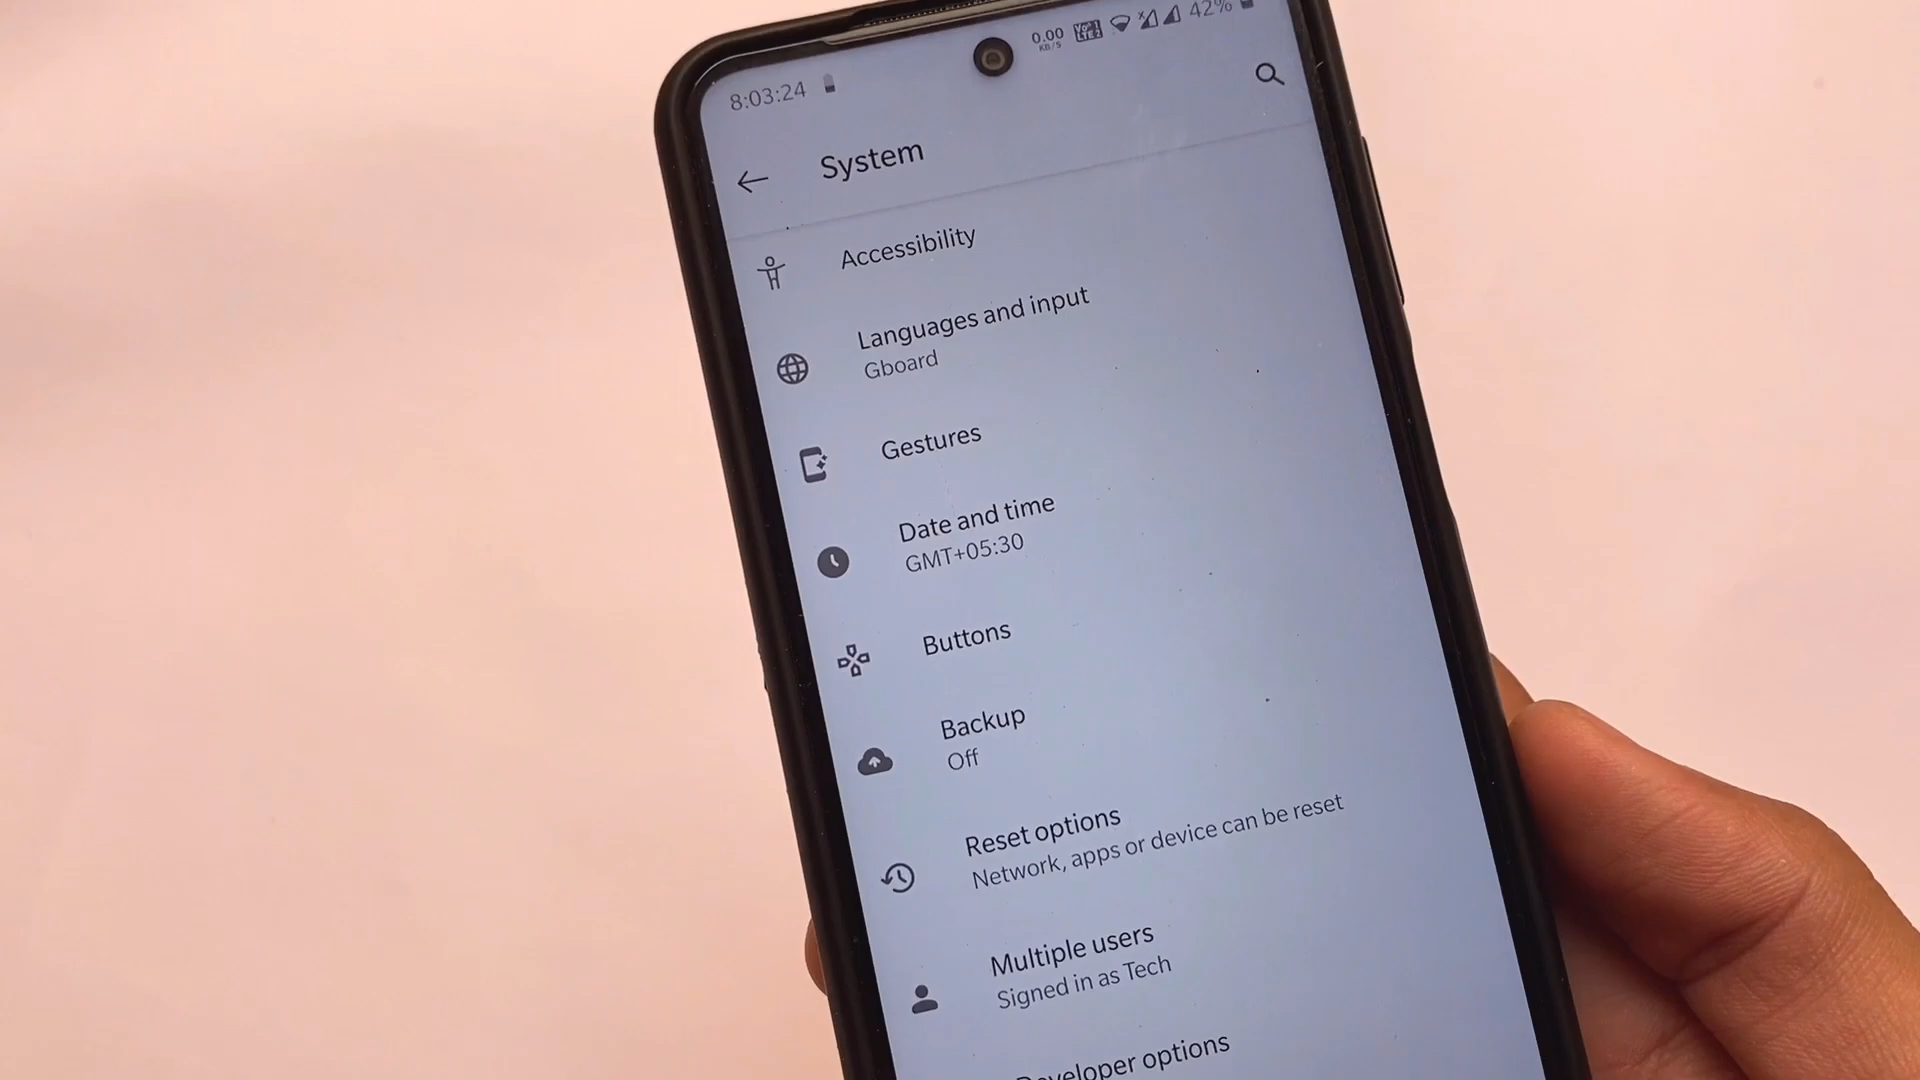 8:03:24
0.00
KB/S
42%
System
Accessibility
Languages and input
Gboard
Gestures
Date and time
GMT+05:30
Buttons
Backup
Off
Reset options
Network, apps or device can be reset
Multiple users
Signed in as Tech
Developer options